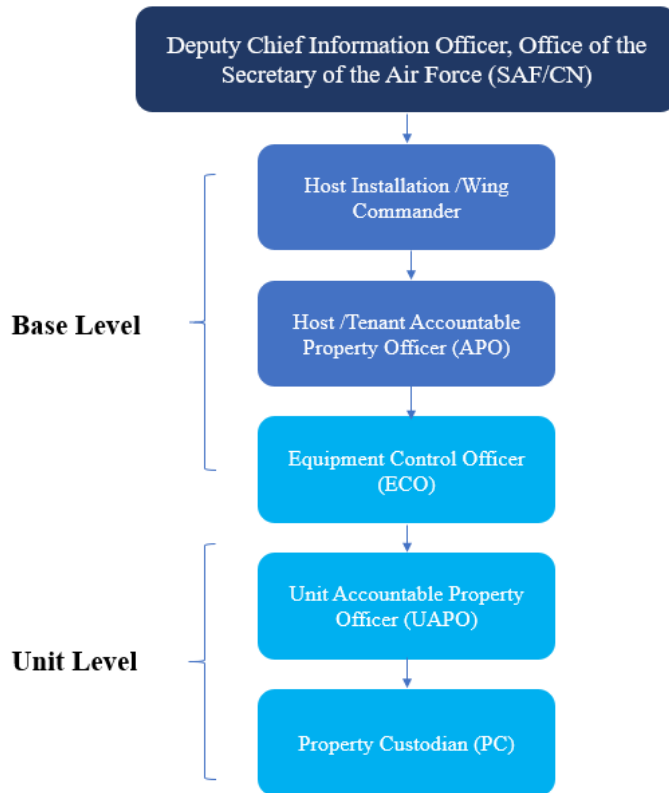 Deputy Chief Information Officer, Office of the
Secretary of the Air Force (SAF/CN)
Host Installation /Wing
Commander
Base Level
Host /Tenant Accountable
Property Officer (APO)
Equipment Control Officer
(ECO)
Unit Accountable Property
Officer (UAPO)
Unit Level
Property Custodian (PC)